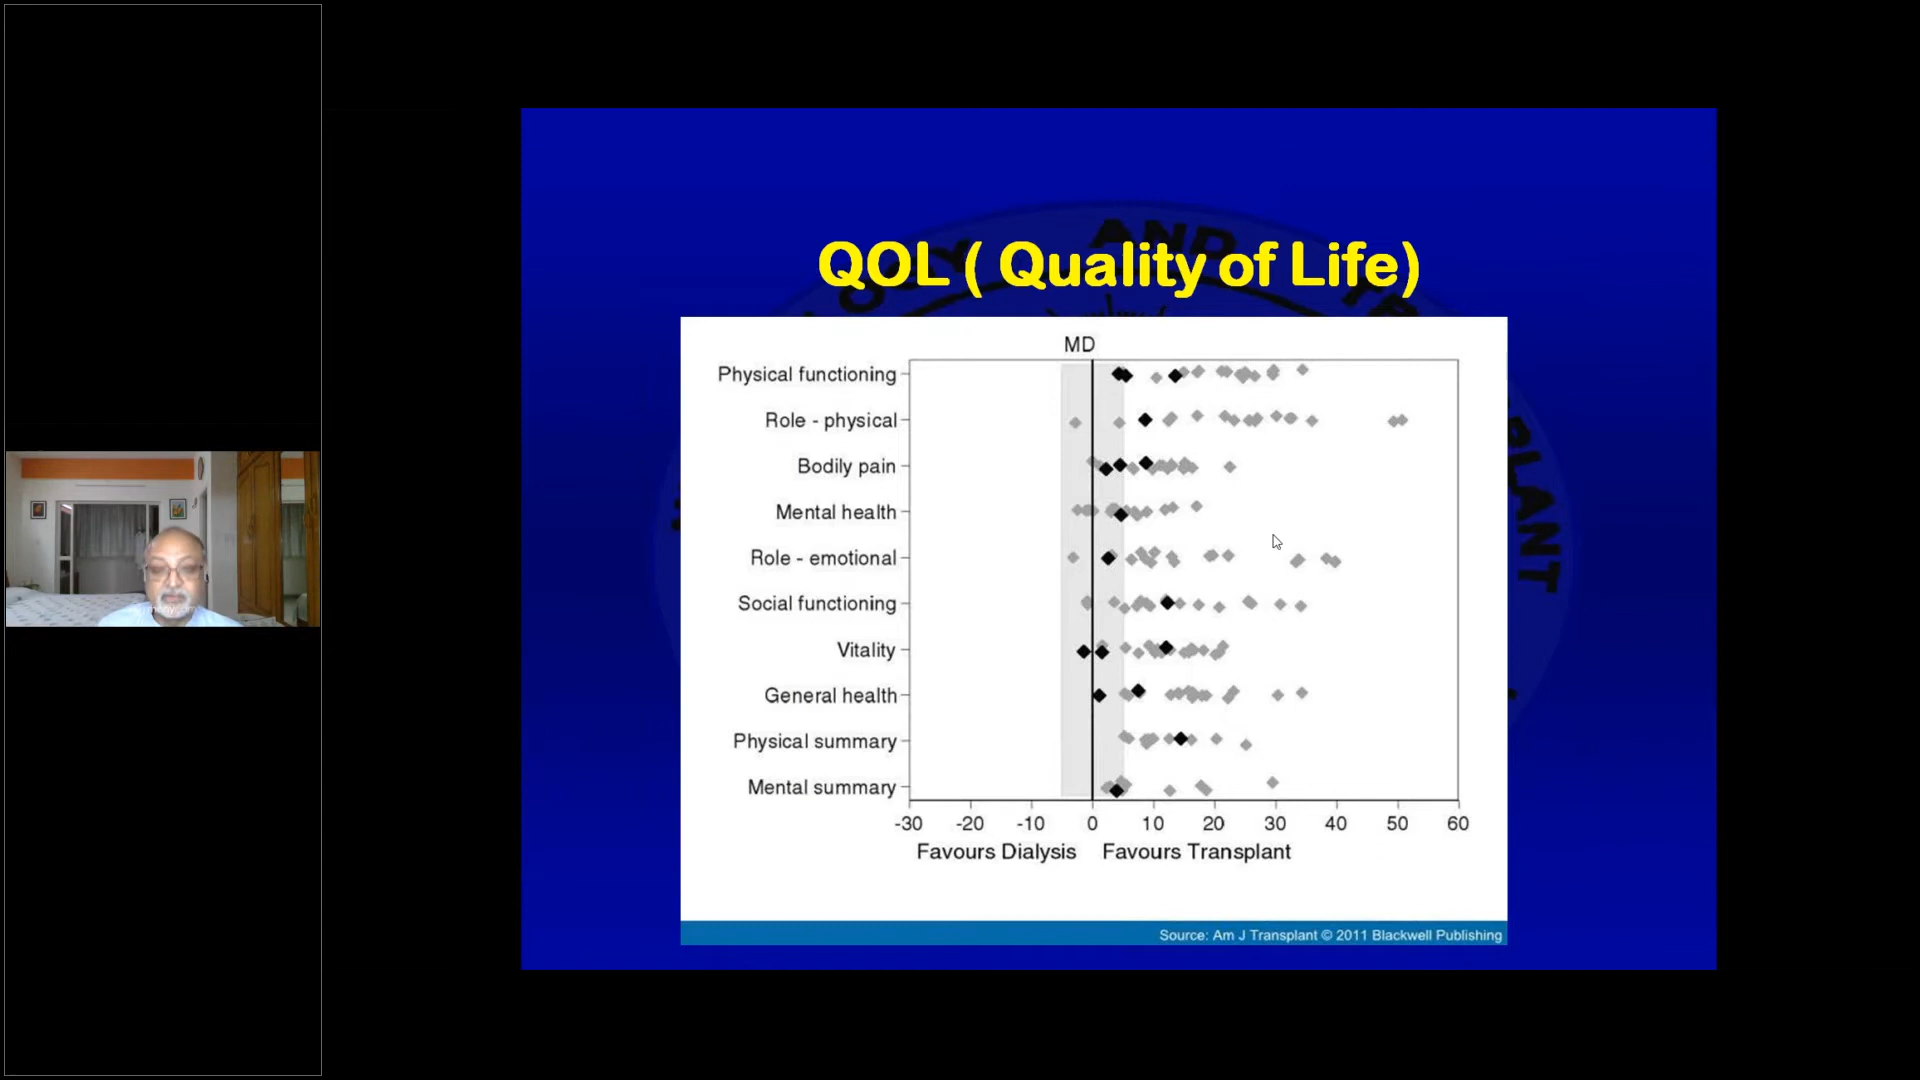 AND
QOL ( Quality of Life)
MD
Physical functioning
Role - physical
Bodily pain
Mental health
Role - emotional
Social functioning
Vitality
General health
Physical summary
Mental summary
-30 -20 -10 0 10 20 30 40 50 60
Favours Dialysis Favours Transplant
Source: Am J Transplant © 2011 Blackwell Publishing